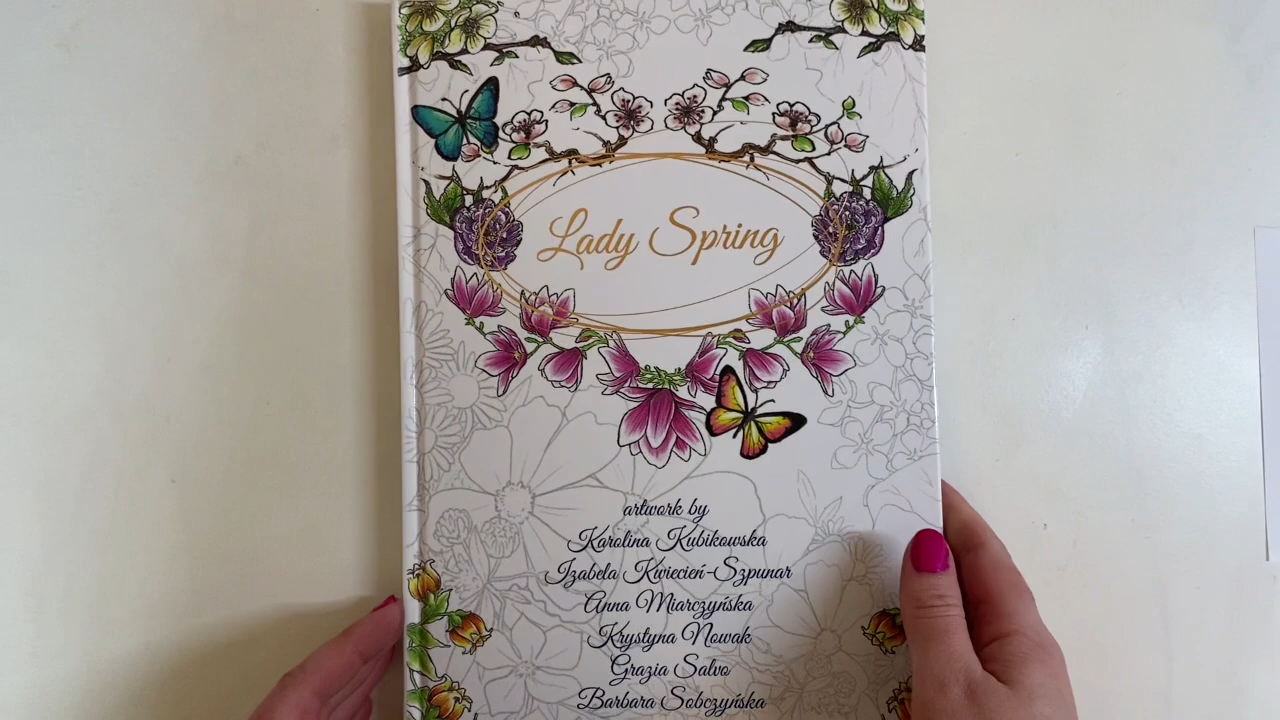 Lady Spring
artwork by
Karolina Kubikowska
Izabela Kwiecień-Szpunar
Anna Miarczyńska
Krystyna Nowak
Grazia Salvo
Barbara Sobczyńska